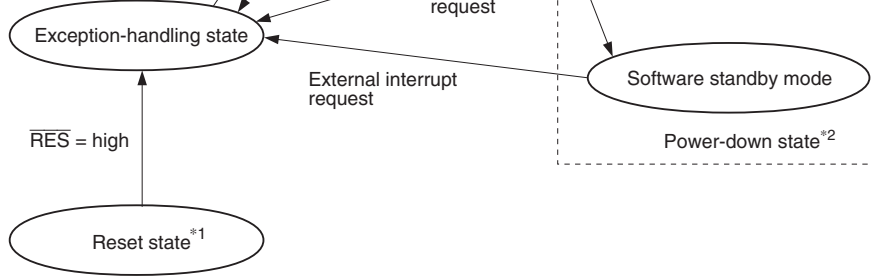 request
Exception-handling state
External interrupt
request
Software standby mode
RES = high
Power-down state*2
Reset state*1